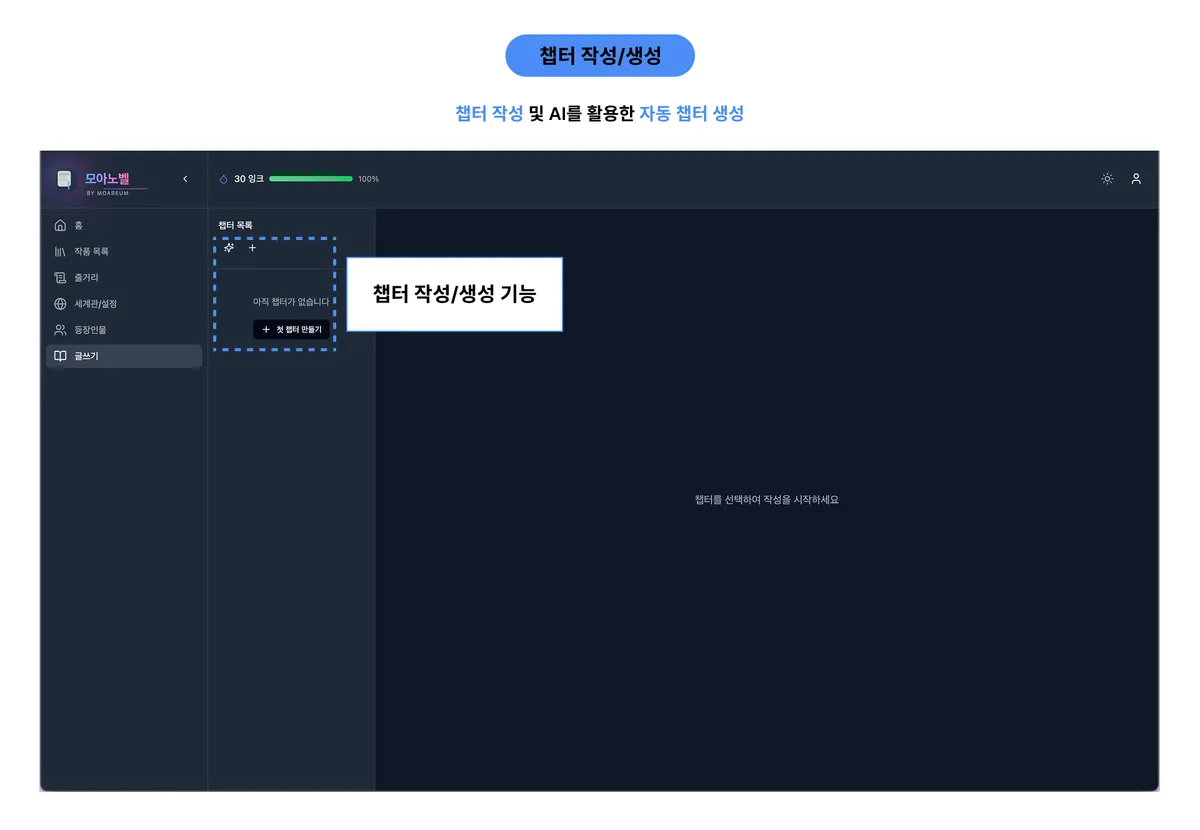 챕터 작성/생성
챕터 작성 및 AI를 활용한 자동 챕터 생성
모아노벨
BY MOAREUM
30 잉크 100%
홈
작품 목록
줄거리
세계관/설정
등장인물
글쓰기
챕터 목록
아직 챕터가 없습니다
첫 챕터 만들기
챕터 작성/생성 기능
챕터를 선택하여 작성을 시작하세요